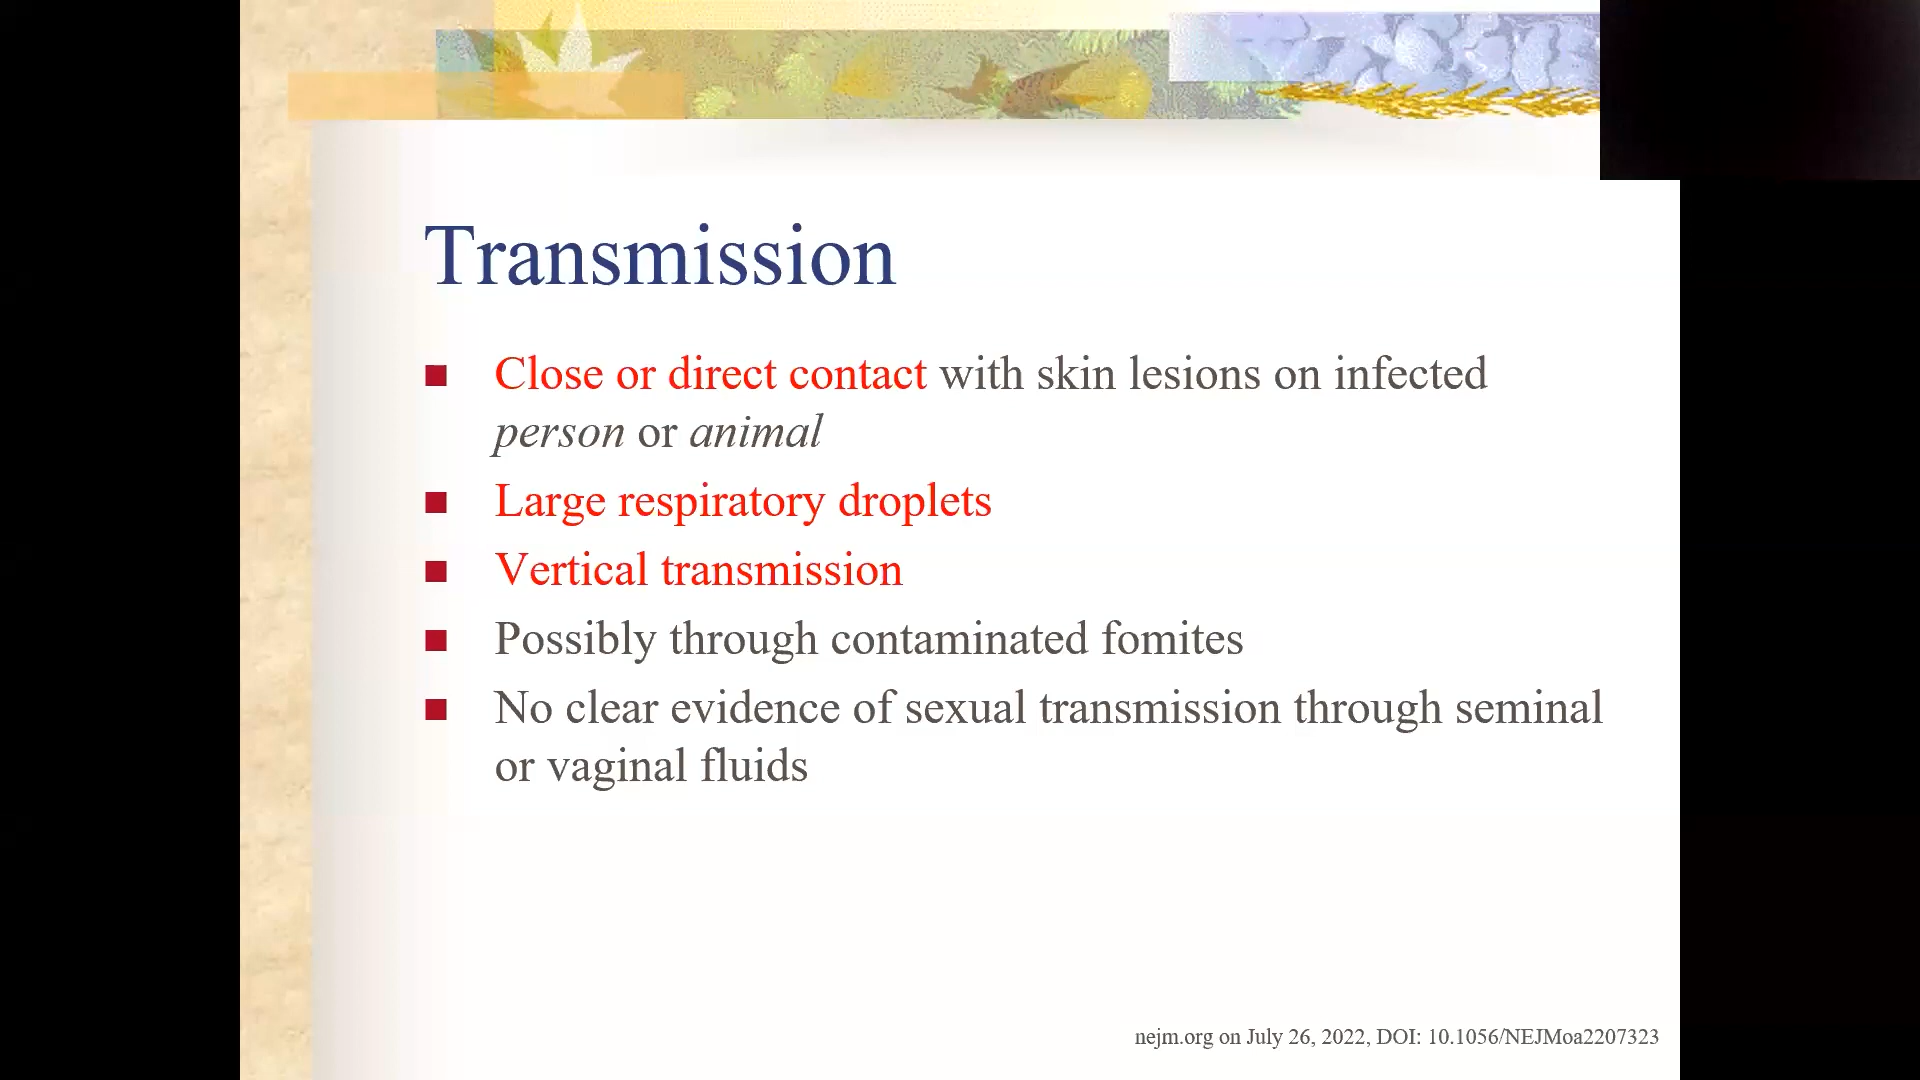 Transmission
Close or direct contact with skin lesions on infected
person or animal
Large respiratory droplets
Vertical transmission
Possibly through contaminated fomites
No clear evidence of sexual transmission through seminal
or vaginal fluids
nejm.org on July 26, 2022, DOI: 10.1056/NEJMoa2207323